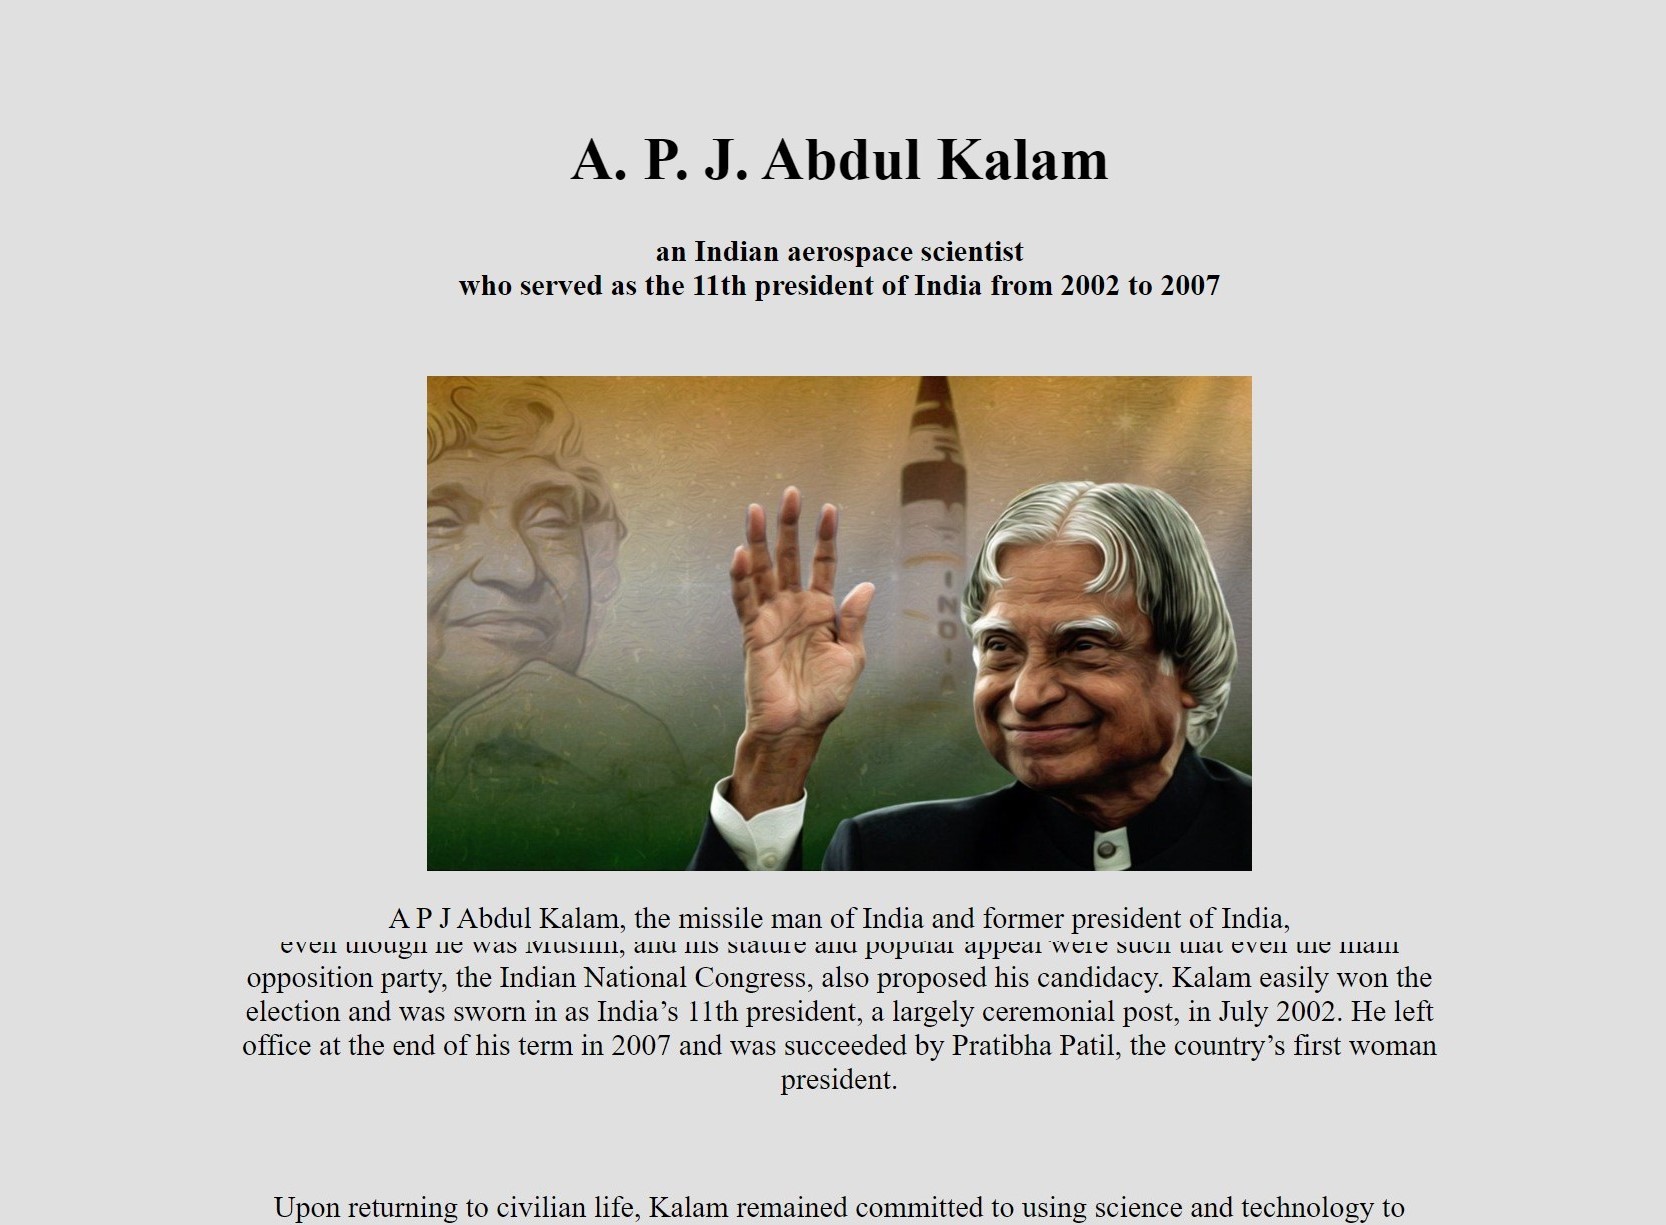 A. P. J. Abdul Kalam
an Indian aerospace scientist
who served as the 11th president of India from 2002 to 2007
INDIA
A P J Abdul Kalam, the missile man of India and former president of India,
even though he was Muslim, and his stature and popular appeal were such that even the main
opposition party, the Indian National Congress, also proposed his candidacy. Kalam easily won the
election and was sworn in as India’s 11th president, a largely ceremonial post, in July 2002. He left
office at the end of his term in 2007 and was succeeded by Pratibha Patil, the country’s first woman
president.
Upon returning to civilian life, Kalam remained committed to using science and technology to